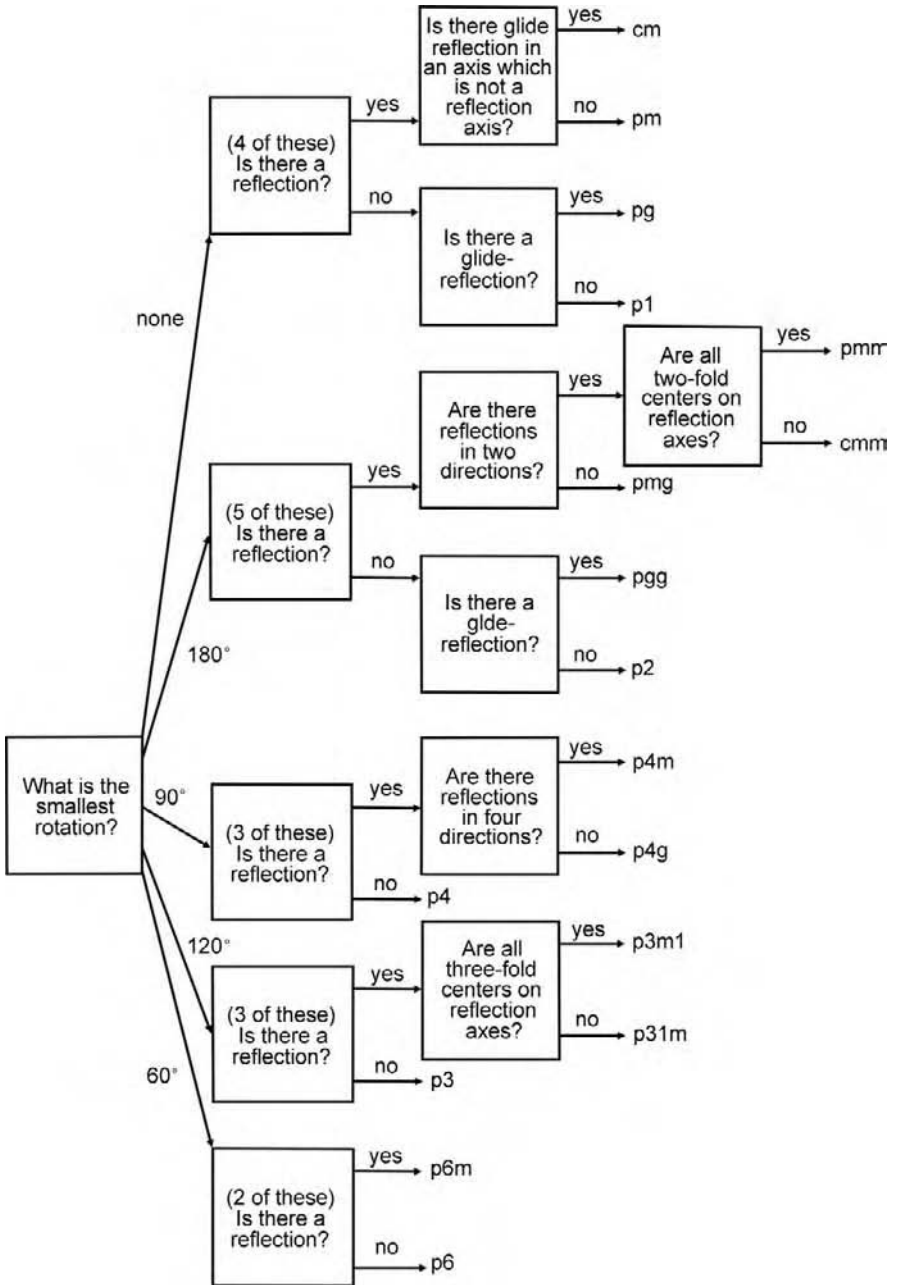 Is there glide
reflection in
an axis which
is not a
reflection
axis?
yes
cm
no
pm
(4 of these)
Is there a
reflection?
yes
no
Is there a
glide-
reflection?
yes
pg
no
p1
none
Are all
two-fold
centers on
reflection
axes?
yes
pmm
no
cmm
Are there
reflections
in two
directions?
yes
no
pmg
(5 of these)
Is there a
reflection?
yes
no
Is there a
glde-
reflection?
yes
pgg
no
p2
180°
What is the
smallest
rotation?
90°
(3 of these)
Is there a
reflection?
yes
no
p4
Are there
reflections
in four
directions?
yes
p4m
no
p4g
120°
(3 of these)
Is there a
reflection?
yes
no
p3
Are all
three-fold
centers on
reflection
axes?
yes
p3m1
no
p31m
60°
(2 of these)
Is there a
reflection?
yes
p6m
no
p6